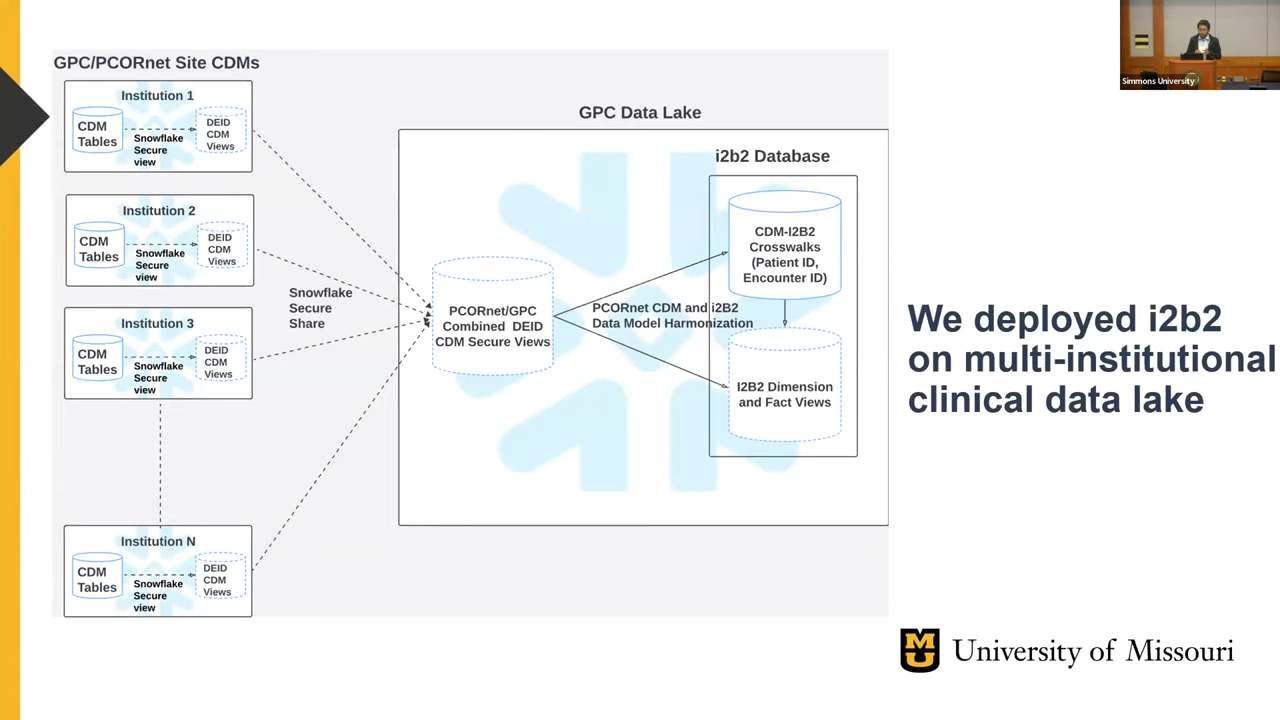 GPC/PCORnet Site CDMs
Institution 1
CDM
Tables
Snowflake
Secure
view
DEID
CDM
Views
Institution 2
CDM
Tables
Snowflake
Secure
view
DEID
CDM
Views
Institution 3
CDM
Tables
Snowflake
Secure
view
DEID
CDM
Views
Institution N
CDM
Tables
Snowflake
Secure
view
DEID
CDM
Views
Snowflake
Secure
Share
GPC Data Lake
PCORnet/GPC
Combined DEID
CDM Secure Views
PCORnet CDM and i2B2
Data Model Harmonization
i2b2 Database
CDM-I2B2
Crosswalks
(Patient ID,
Encounter ID)
I2B2 Dimension
and Fact Views
We deployed i2b2
on multi-institutional
clinical data lake
Simmons University
MU
University of Missouri